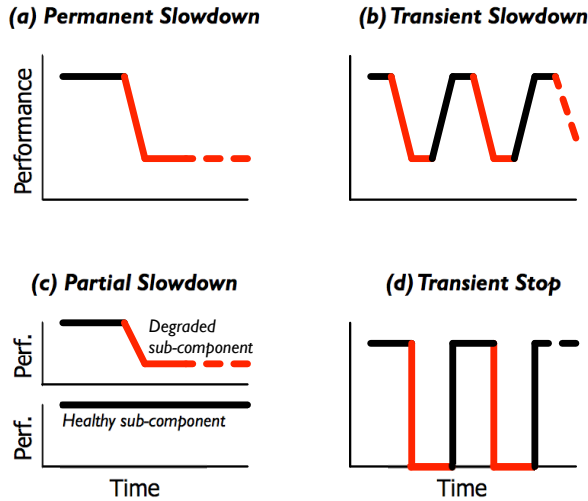 (a) Permanent Slowdown
(b) Transient Slowdown
Performance
(c) Partial Slowdown
(d) Transient Stop
Perf.
Degraded
sub-component
Perf.
Healthy sub-component
Time
Time